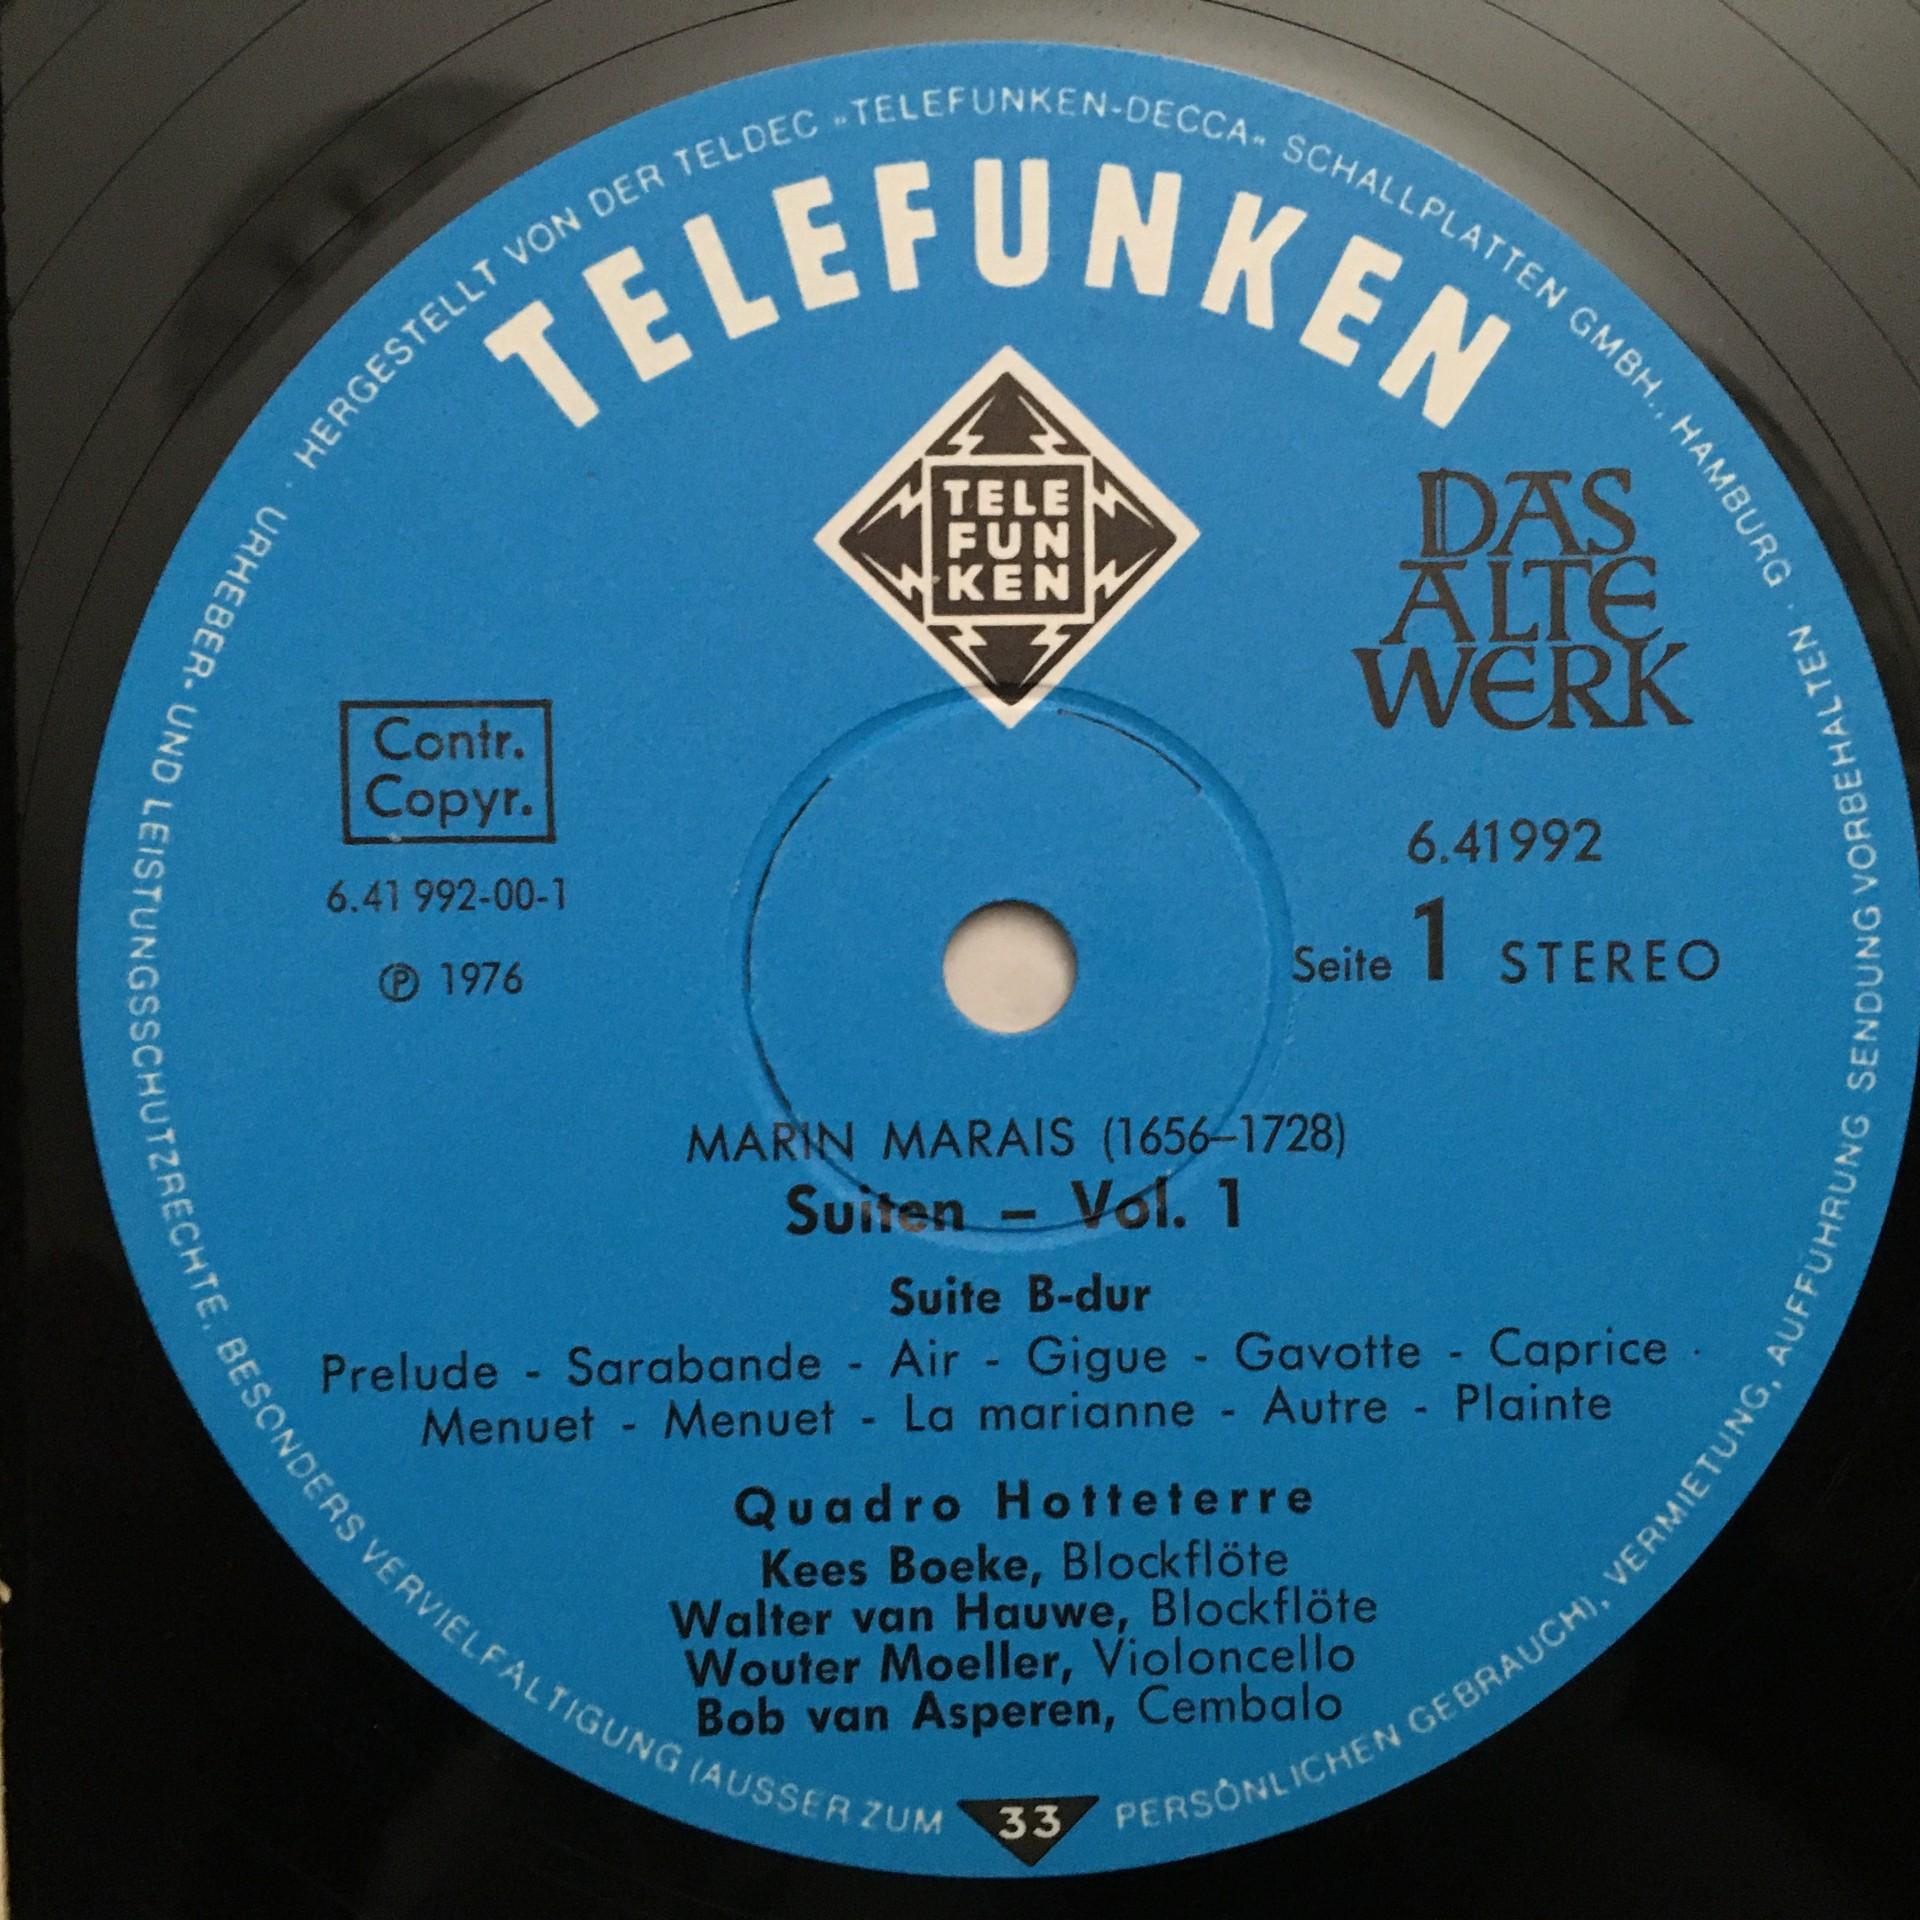 HERGESTELLT VON DER TELDEC „TELEFUNKEN-DECCA“ SCHALLPLATTEN GMBH., HAMBURG · URHEBER- UND LEISTUNGSSCHUTZRECHTE, BESONDERS VERVIELFÄLTIGUNG (AUSSER ZUM PERSÖNLICHEN GEBRAUCH), VERMIETUNG, AUFFÜHRUNG SENDUNG VORBEHALTEN ·
TELEFUNKEN
TELE
FUN
KEN
DAS
ALTE
WERK
Contr.
Copyr.
6.41 992-00-1
℗ 1976
6.41992
Seite 1 STEREO
MARIN MARAIS (1656–1728)
Suiten – Vol. 1
Suite B-dur
Prelude - Sarabande - Air - Gigue - Gavotte - Caprice ·
Menuet - Menuet - La marianne - Autre - Plainte
Quadro Hotteterre
Kees Boeke, Blockflöte
Walter van Hauwe, Blockflöte
Wouter Moeller, Violoncello
Bob van Asperen, Cembalo
33